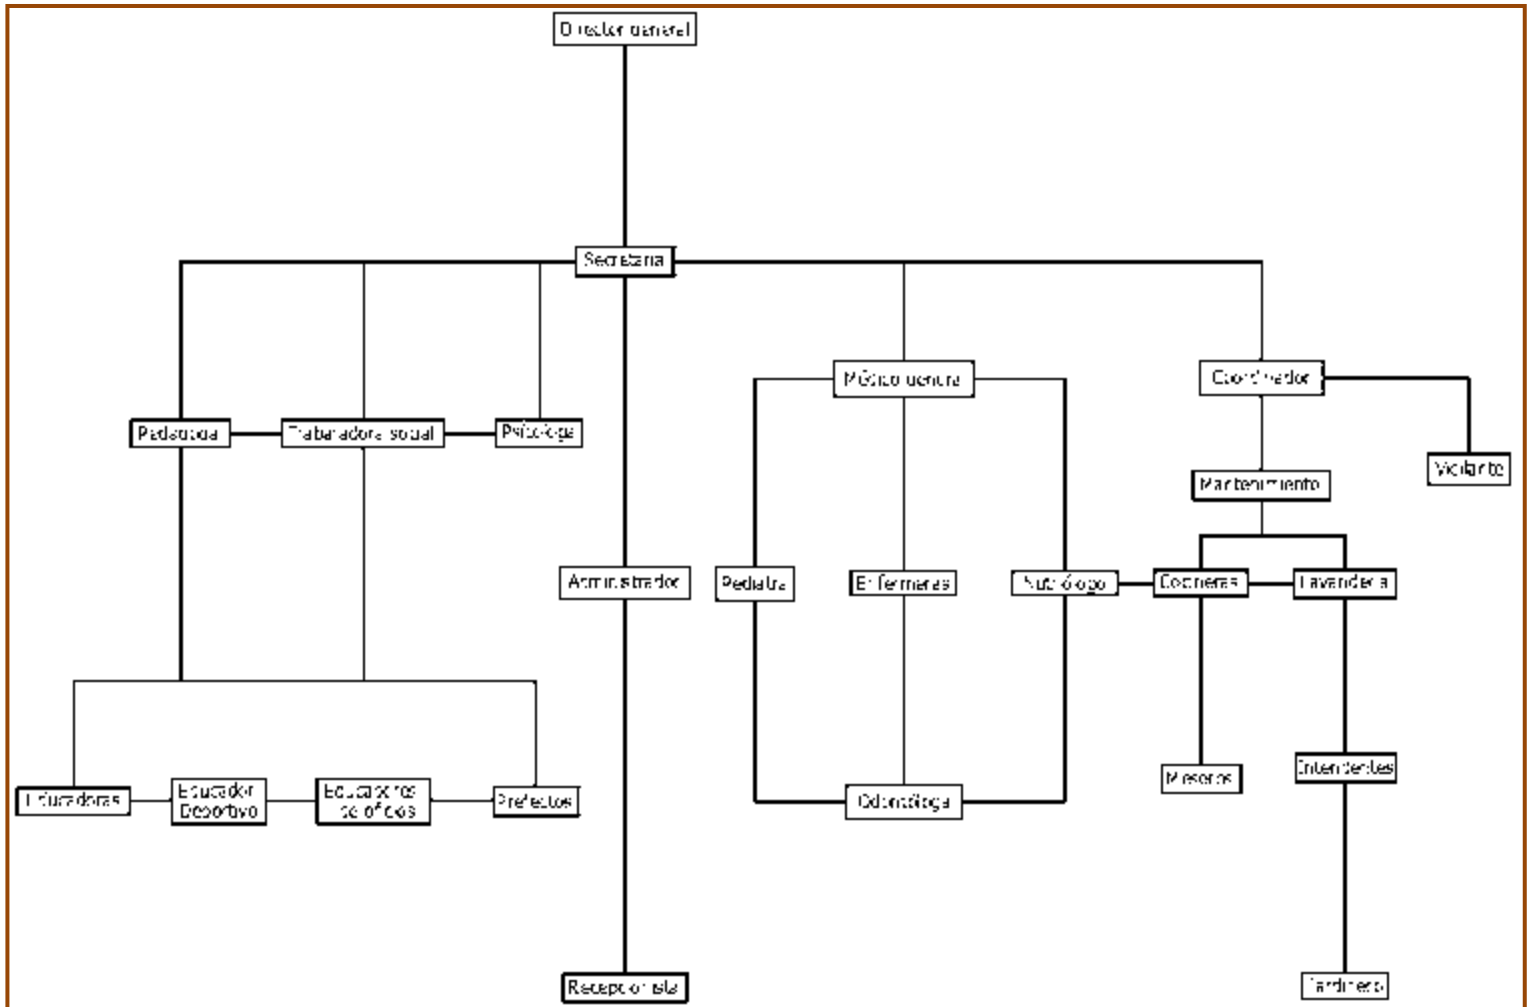 Director general
Secretaria
Médico general
Coordinador
Pedagoga
Trabajadora social
Psicóloga
Vigilante
Mantenimiento
Administrador
Pediatra
Enfermeras
Nutriólogo
Cocineras
Lavanderia
Educadoras
Educador
Deportivo
Educadores
de oficios
Prefectos
Odontóloga
Meseros
Intendentes
Recepcionista
Jardinero